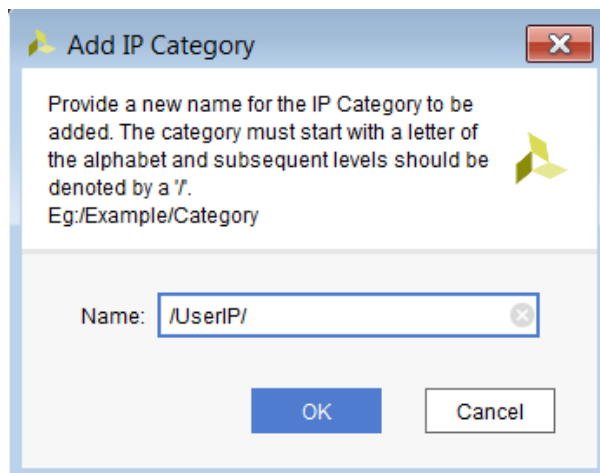 Add IP Category
Provide a new name for the IP Category to be
added. The category must start with a letter of
the alphabet and subsequent levels should be
denoted by a '/'.
Eg:/Example/Category
Name: /UserIP/
OK Cancel